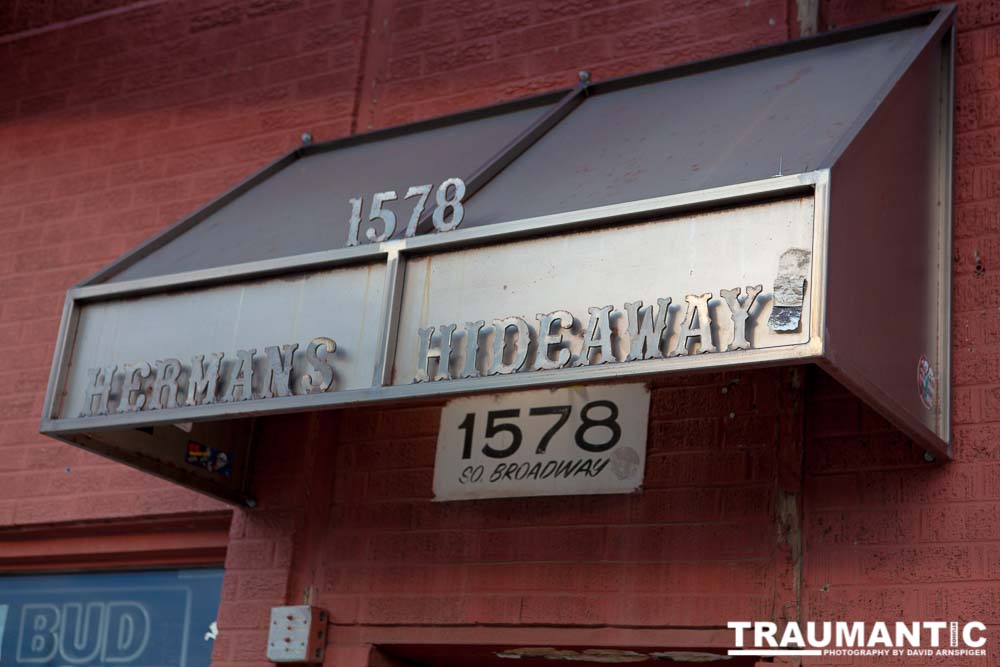 1578
HERMANS HIDEAWAY
1578
SO. BROADWAY
BUD
TRAUMANTIC
PHOTOGRAPHY BY DAVID ARNSPIGER